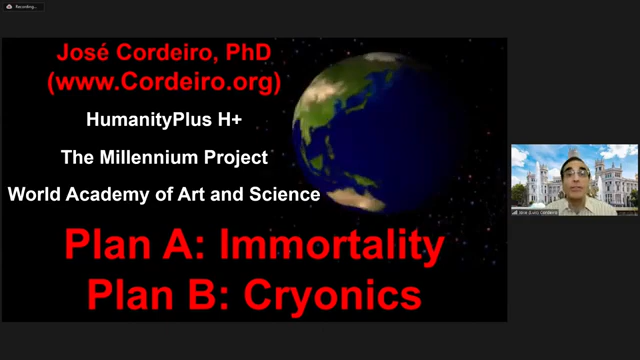 Recording...
José Cordeiro, PhD
(www.Cordeiro.org)
HumanityPlus H+
The Millennium Project
World Academy of Art and Science
Plan A: Immortality
Plan B: Cryonics